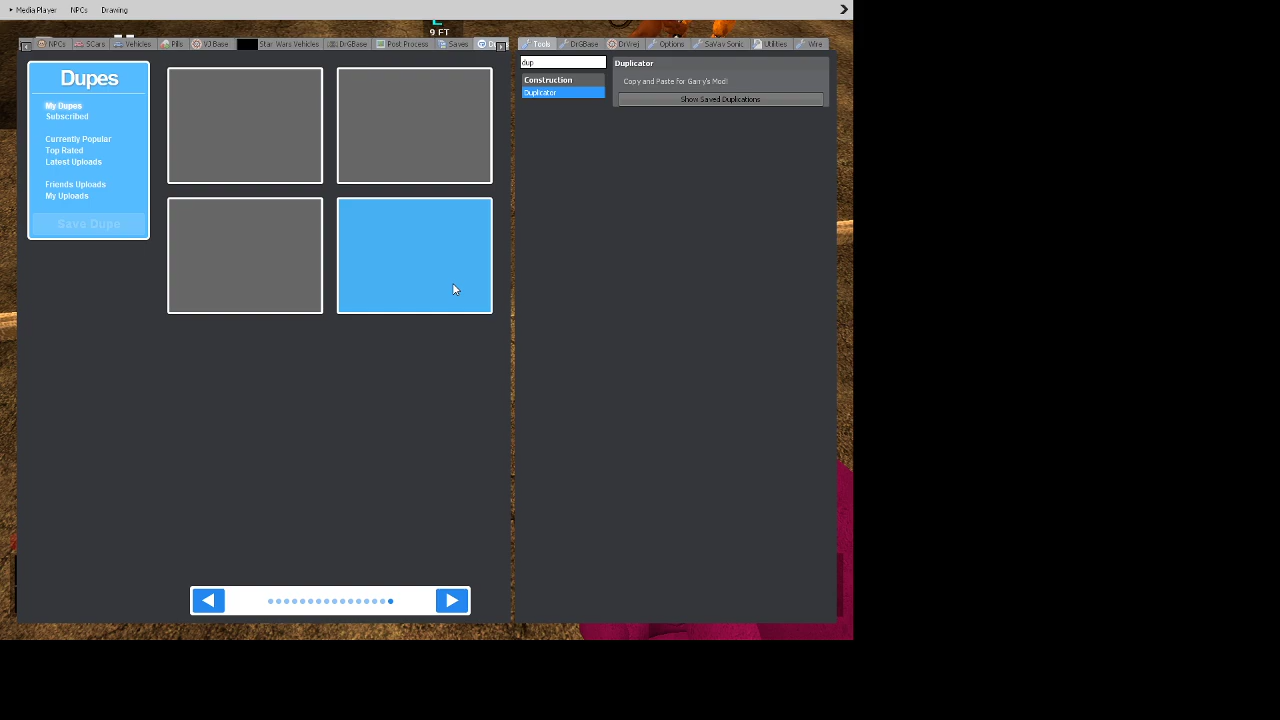 Media Player NPCs Drawing
9 FT
NPCs SCars Vehicles Pills VJ Base Star Wars Vehicles DrGBase Post Process Saves
Tools DrGBase DrVrej Options SaVav Sonic Utilities Wire
Dupes
My Dupes
Subscribed
Currently Popular
Top Rated
Latest Uploads
Friends Uploads
My Uploads
Save Dupe
dup
Construction
Duplicator
Duplicator
Copy and Paste for Garry's Mod!
Show Saved Duplications